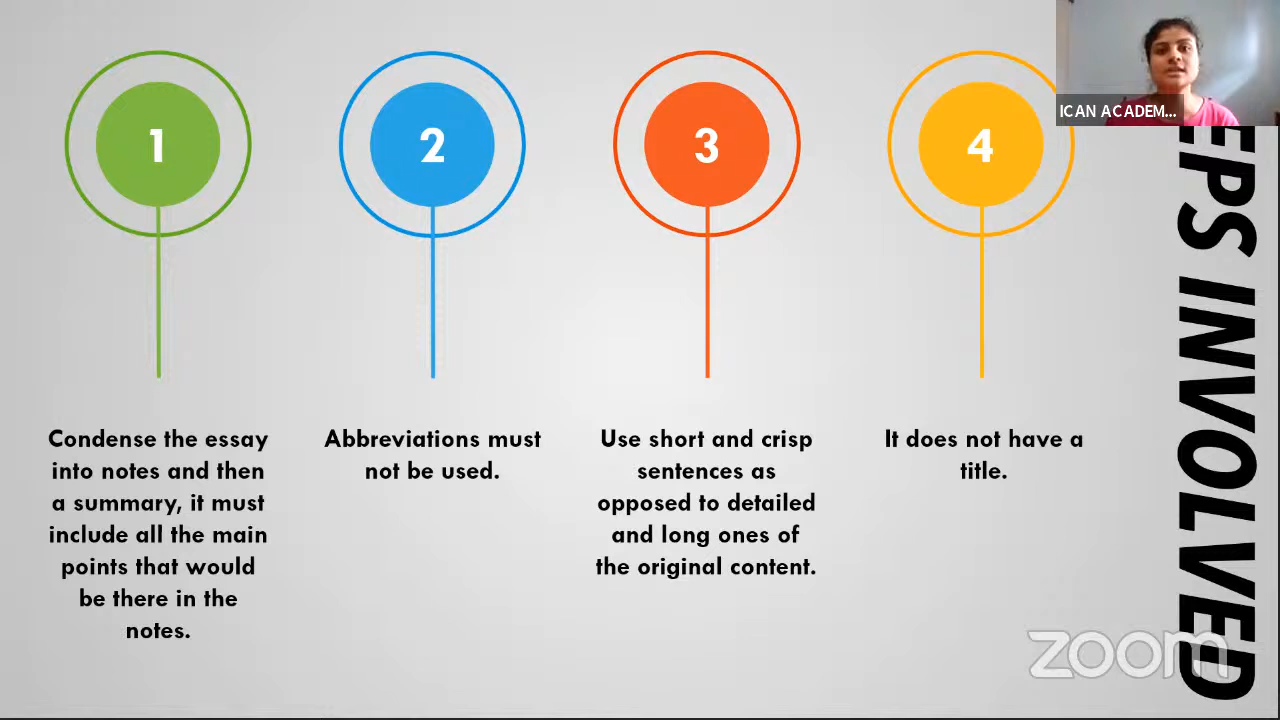 1
2
3
4
ICAN ACADEM...
Condense the essay
into notes and then
a summary, it must
include all the main
points that would
be there in the
notes.
Abbreviations must
not be used.
Use short and crisp
sentences as
opposed to detailed
and long ones of
the original content.
It does not have a
title.
INVOLVED
zoom